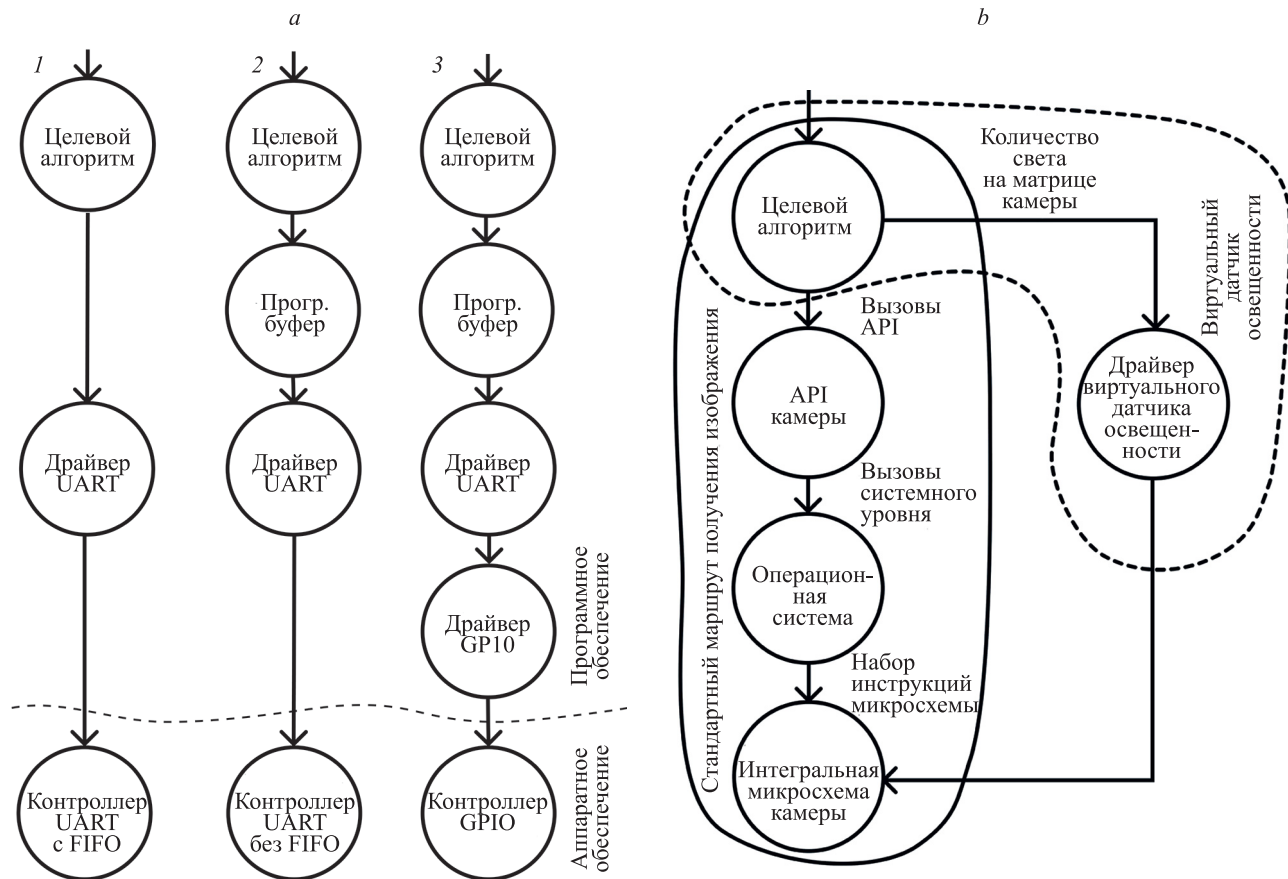 a
1
Целевой
алгоритм
Драйвер
UART
Контроллер
UART
с FIFO
2
Целевой
алгоритм
Прогр.
буфер
Драйвер
UART
Контроллер
UART
без FIFO
3
Целевой
алгоритм
Прогр.
буфер
Драйвер
UART
Драйвер
GP10
Контроллер
GPIO
Программное
обеспечение
Аппаратное
обеспечение
b
Целевой
алгоритм
Количество
света
на матрице
камеры
Виртуальный
датчик
освещенности
Вызовы
API
API
камеры
Драйвер
виртуального
датчика
освещен-
ности
Вызовы
системного
уровня
Операцион-
ная
система
Набор
инструкций
микросхемы
Интегральная
микросхема
камеры
Стандартный маршрут получения изображения